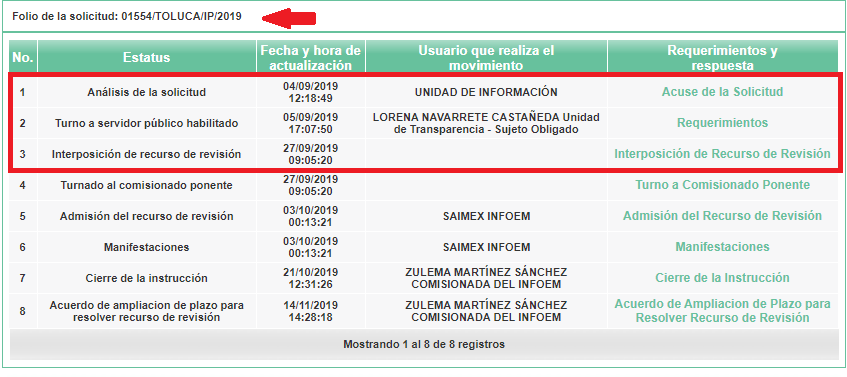 Folio de la solicitud: 01554/TOLUCA/IP/2019
No. Estatus Fecha y hora de actualización Usuario que realiza el movimiento Requerimientos y respuesta
1 Análisis de la solicitud 04/09/2019 12:18:49 UNIDAD DE INFORMACIÓN Acuse de la Solicitud
2 Turno a servidor público habilitado 05/09/2019 17:07:50 LORENA NAVARRETE CASTAÑEDA Unidad de Transparencia - Sujeto Obligado Requerimientos
3 Interposición de recurso de revisión 27/09/2019 09:05:20 Interposición de Recurso de Revisión
4 Turnado al comisionado ponente 27/09/2019 09:05:20 Turno a Comisionado Ponente
5 Admisión del recurso de revisión 03/10/2019 00:13:21 SAIMEX INFOEM Admisión del Recurso de Revisión
6 Manifestaciones 03/10/2019 00:13:21 SAIMEX INFOEM Manifestaciones
7 Cierre de la instrucción 21/10/2019 12:31:26 ZULEMA MARTÍNEZ SÁNCHEZ COMISIONADA DEL INFOEM Cierre de la Instrucción
8 Acuerdo de ampliacion de plazo para resolver recurso de revisión 14/11/2019 14:28:18 ZULEMA MARTÍNEZ SÁNCHEZ COMISIONADA DEL INFOEM Acuerdo de Ampliacion de Plazo para Resolver Recurso de Revisión
Mostrando 1 al 8 de 8 registros